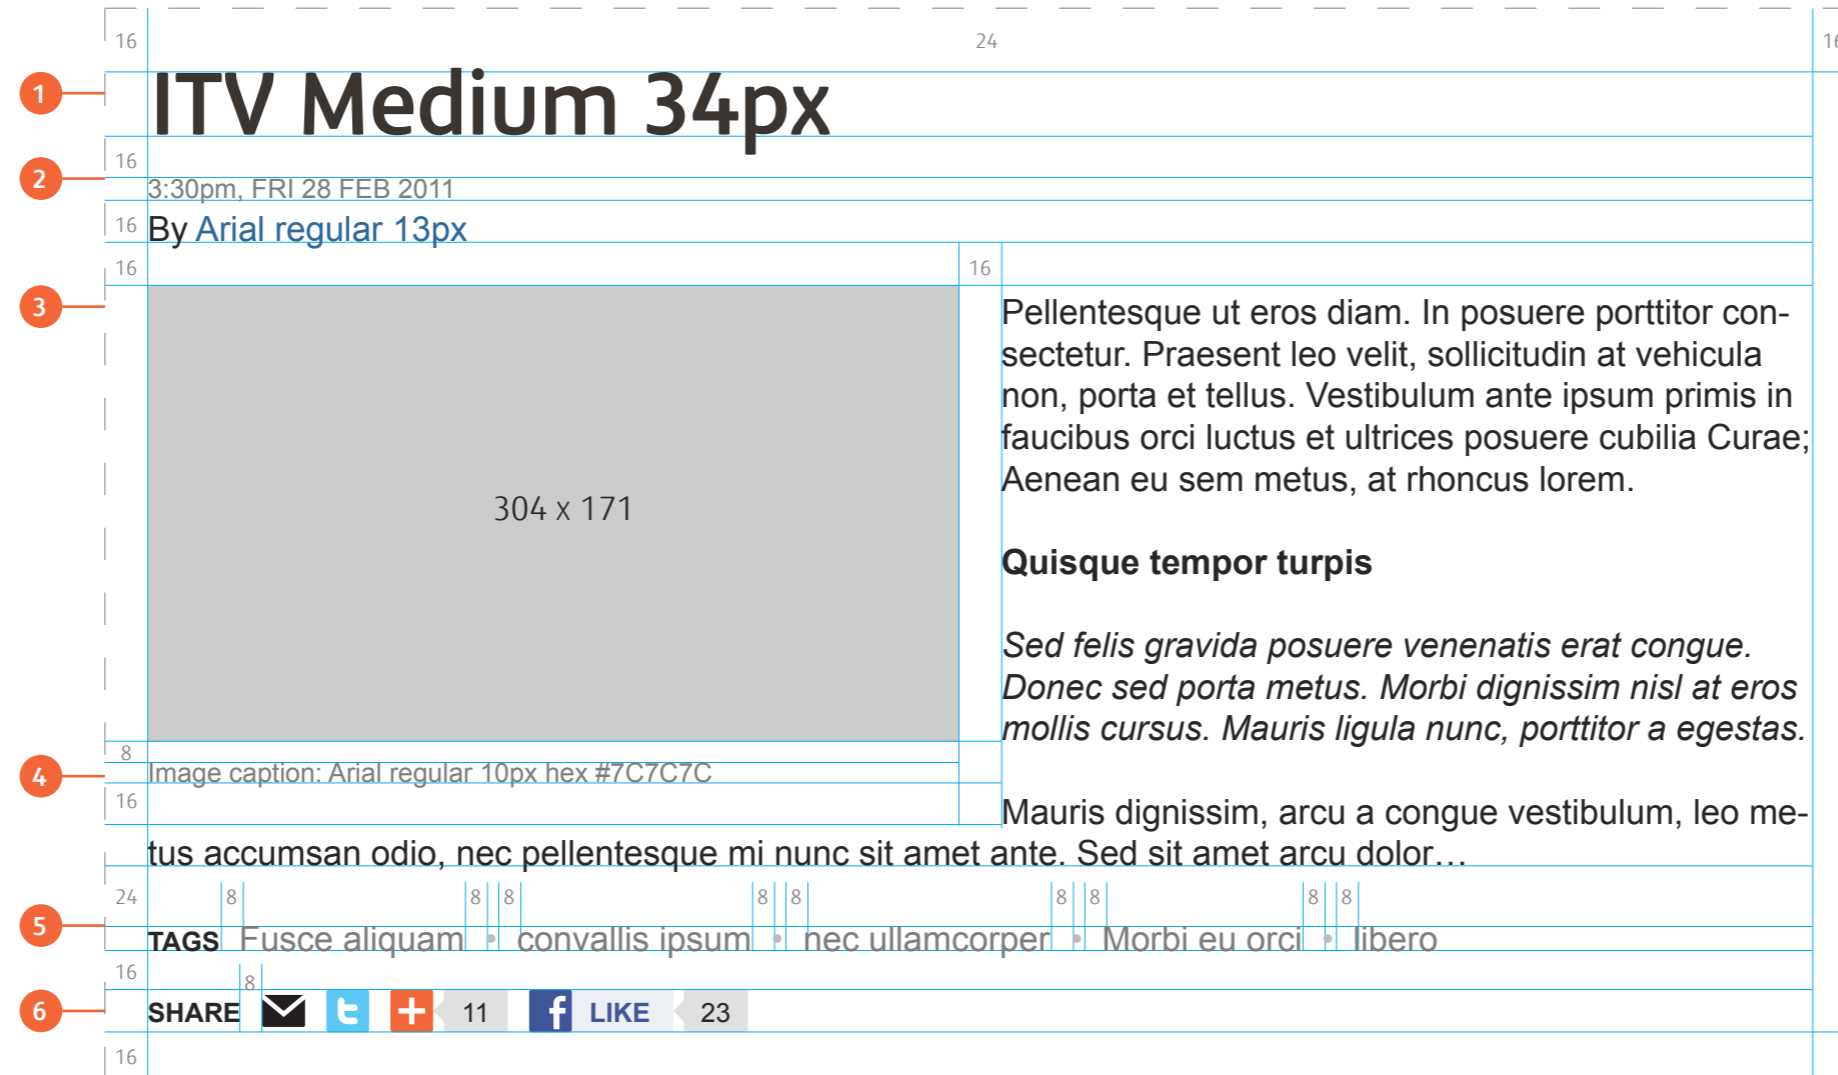 16 24 16
1 ITV Medium 34px
16
2 3:30pm, FRI 28 FEB 2011
16 By Arial regular 13px
16 16
3
304 x 171
Pellentesque ut eros diam. In posuere porttitor con-
sectetur. Praesent leo velit, sollicitudin at vehicula
non, porta et tellus. Vestibulum ante ipsum primis in
faucibus orci luctus et ultrices posuere cubilia Curae;
Aenean eu sem metus, at rhoncus lorem.
Quisque tempor turpis
Sed felis gravida posuere venenatis erat congue.
Donec sed porta metus. Morbi dignissim nisl at eros
mollis cursus. Mauris ligula nunc, porttitor a egestas.
8
4 Image caption: Arial regular 10px hex #7C7C7C
16
Mauris dignissim, arcu a congue vestibulum, leo me-
tus accumsan odio, nec pellentesque mi nunc sit amet ante. Sed sit amet arcu dolor…
24 8 8 8 8 8 8 8 8 8
5 TAGS Fusce aliquam • convallis ipsum • nec ullamcorper • Morbi eu orci • libero
16 8
6 SHARE t + 11 f LIKE 23
16